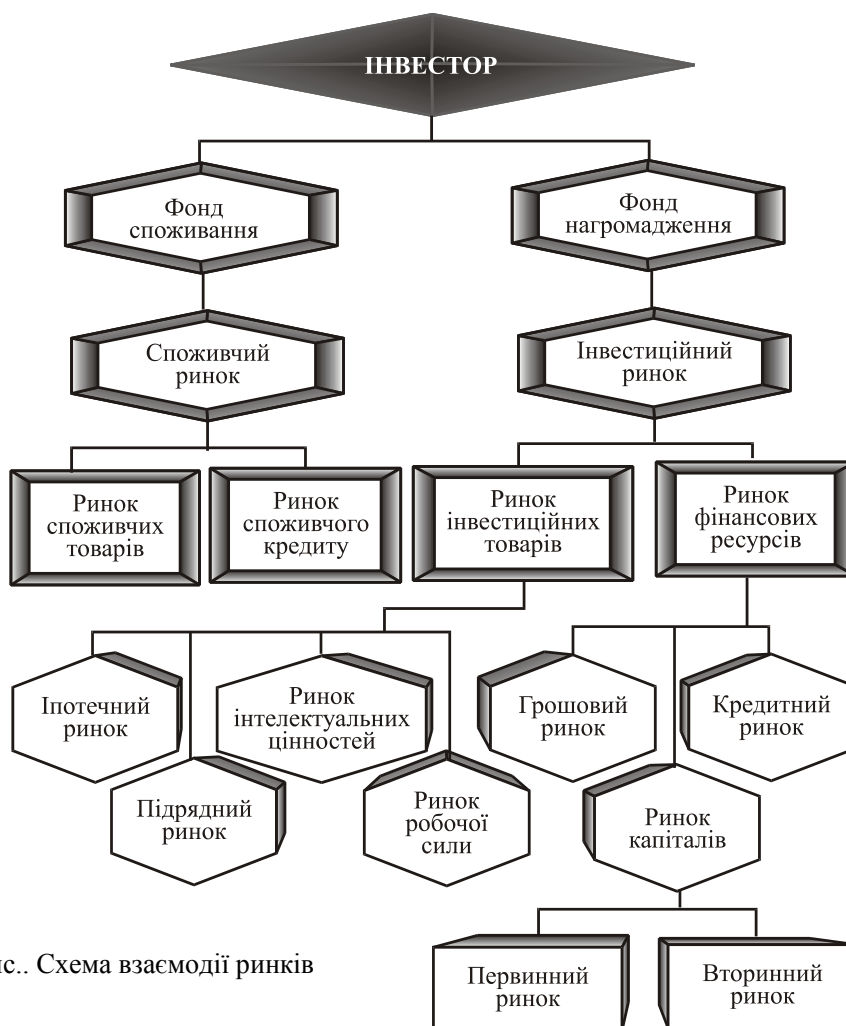 ІНВЕСТОР
Фонд
споживання
Фонд
нагромадження
Споживчий
ринок
Інвестиційний
ринок
Ринок
споживчих
товарів
Ринок
споживчого
кредиту
Ринок
інвестиційних
товарів
Ринок
фінансових
ресурсів
Іпотечний
ринок
Ринок
інтелектуальних
цінностей
Грошовий
ринок
Кредитний
ринок
Підрядний
ринок
Ринок
робочої
сили
Ринок
капіталів
с.. Схема взаємодії ринків
Первинний
ринок
Вторинний
ринок